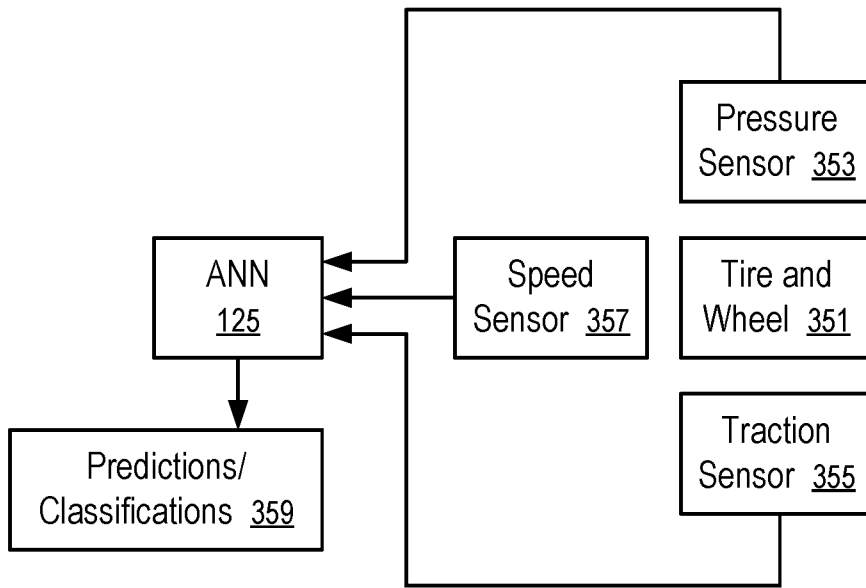 Pressure
Sensor 353
ANN
125
Speed
Sensor 357
Tire and
Wheel 351
Predictions/
Classifications 359
Traction
Sensor 355